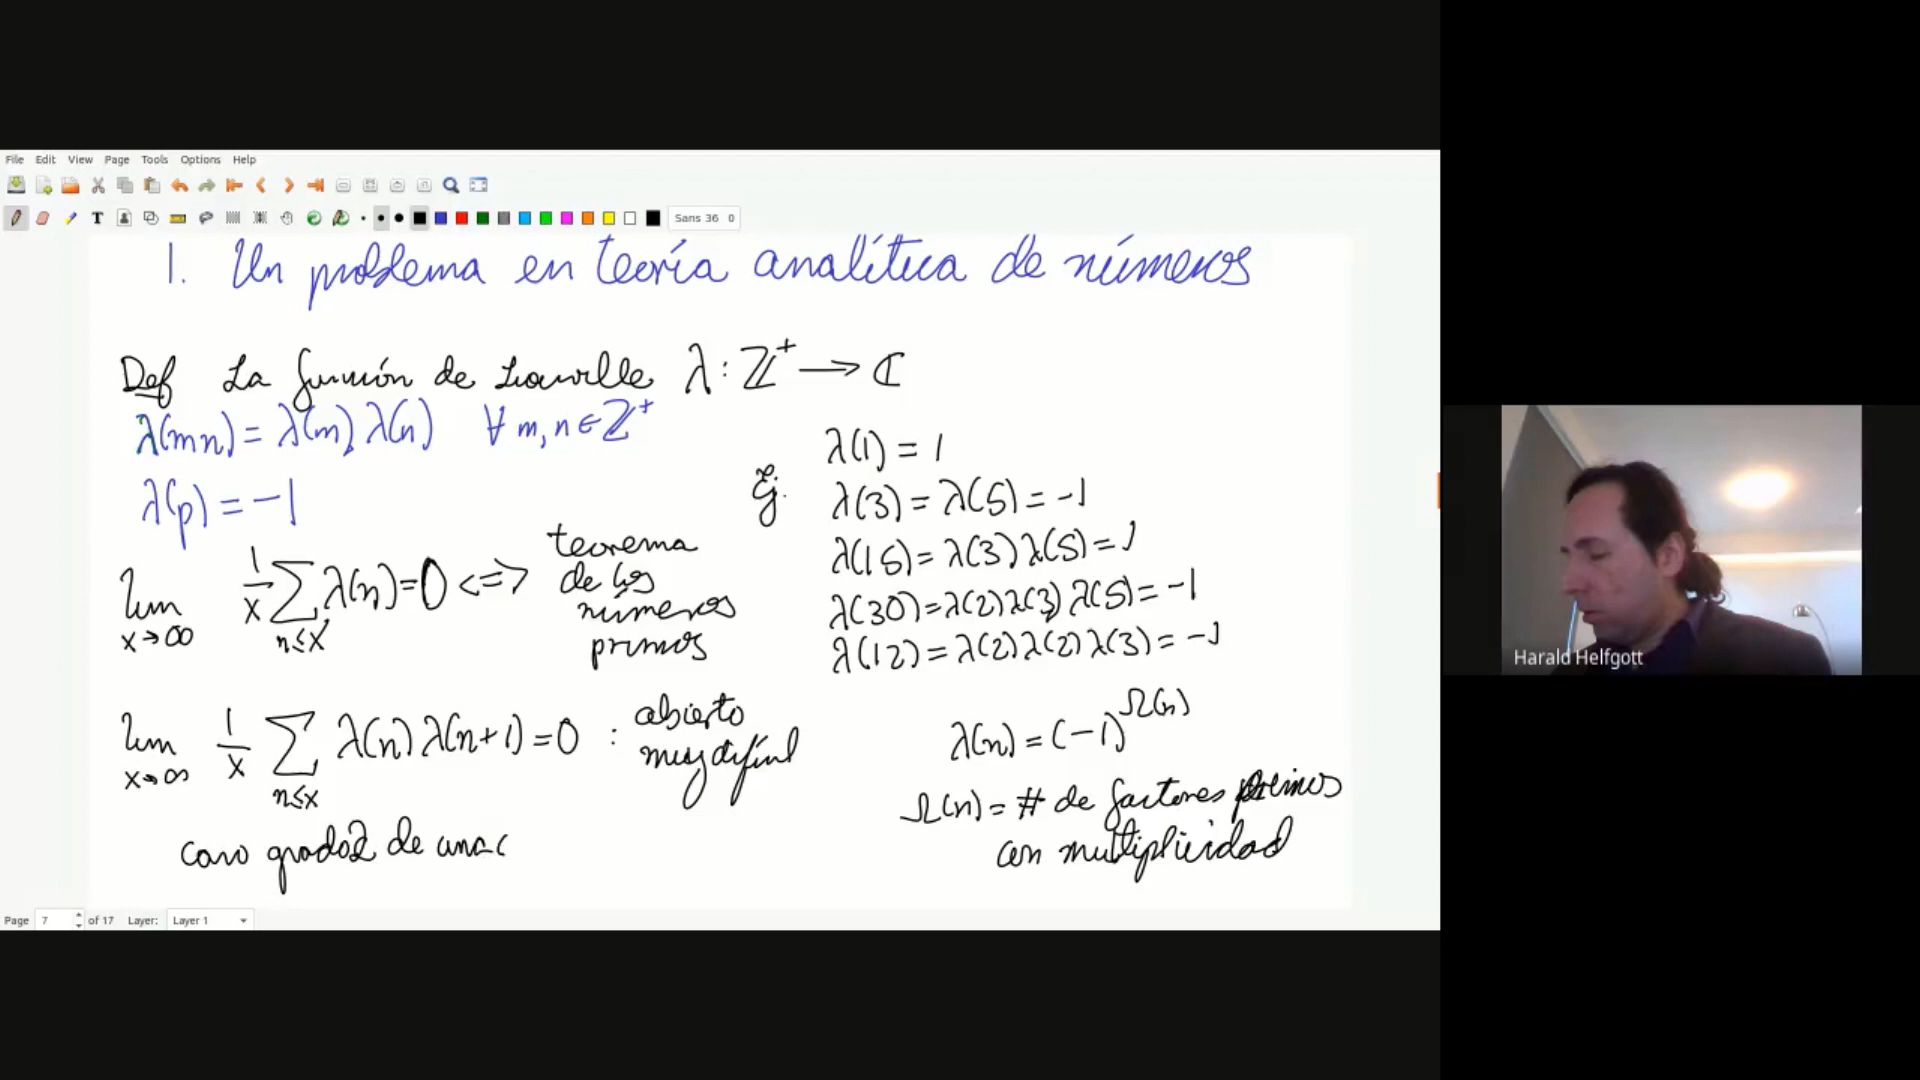 File Edit View Page Tools Options Help
Sans 36 0
1. Un problema en teoría analítica de números
Def La función de Liouville λ : ℤ⁺ → ℂ
λ(mn) = λ(m) λ(n) ∀ m, n ∈ ℤ⁺
λ(p) = -1
Ej.
λ(1) = 1
λ(3) = λ(5) = -1
λ(15) = λ(3) λ(5) = 1
λ(30) = λ(2) λ(3) λ(5) = -1
λ(12) = λ(2) λ(2) λ(3) = -1
lim x→∞ 1/x ∑ n≤x λ(n) = 0 <=> teorema
de los
números
primos
lim x→∞ 1/x ∑ n≤x λ(n) λ(n+1) = 0 : abierto
muy difícil
λ(n) = (-1)^Ω(n)
Ω(n) = # de factores primos
con multiplicidad
caso grado 2 de una c
Page 7 of 17 Layer: Layer 1
Harald Helfgott